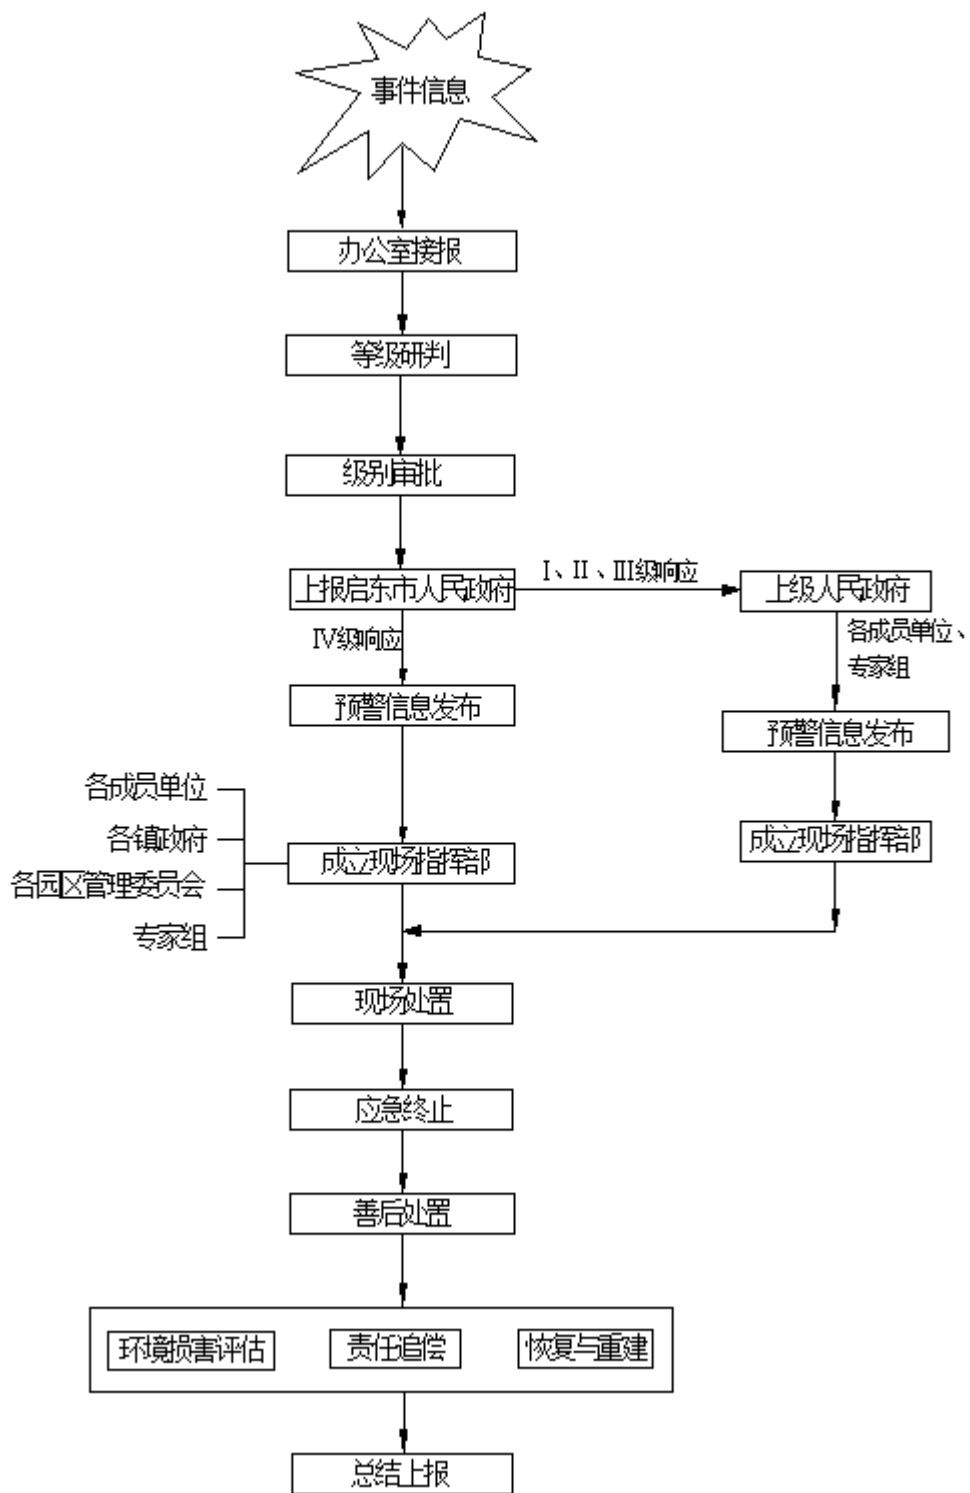 事件信息
办公室接报
等级研判
级别审批
上报启东市人民政府
I、II、III级响应
上级人民政府
IV级响应
各成员单位、
专家组
预警信息发布
预警信息发布
各成员单位
各镇政府
各园区管理委员会
专家组
成立现场指挥部
成立现场指挥部
现场处置
应急终止
善后处置
环境损害评估
责任追偿
恢复与重建
总结上报